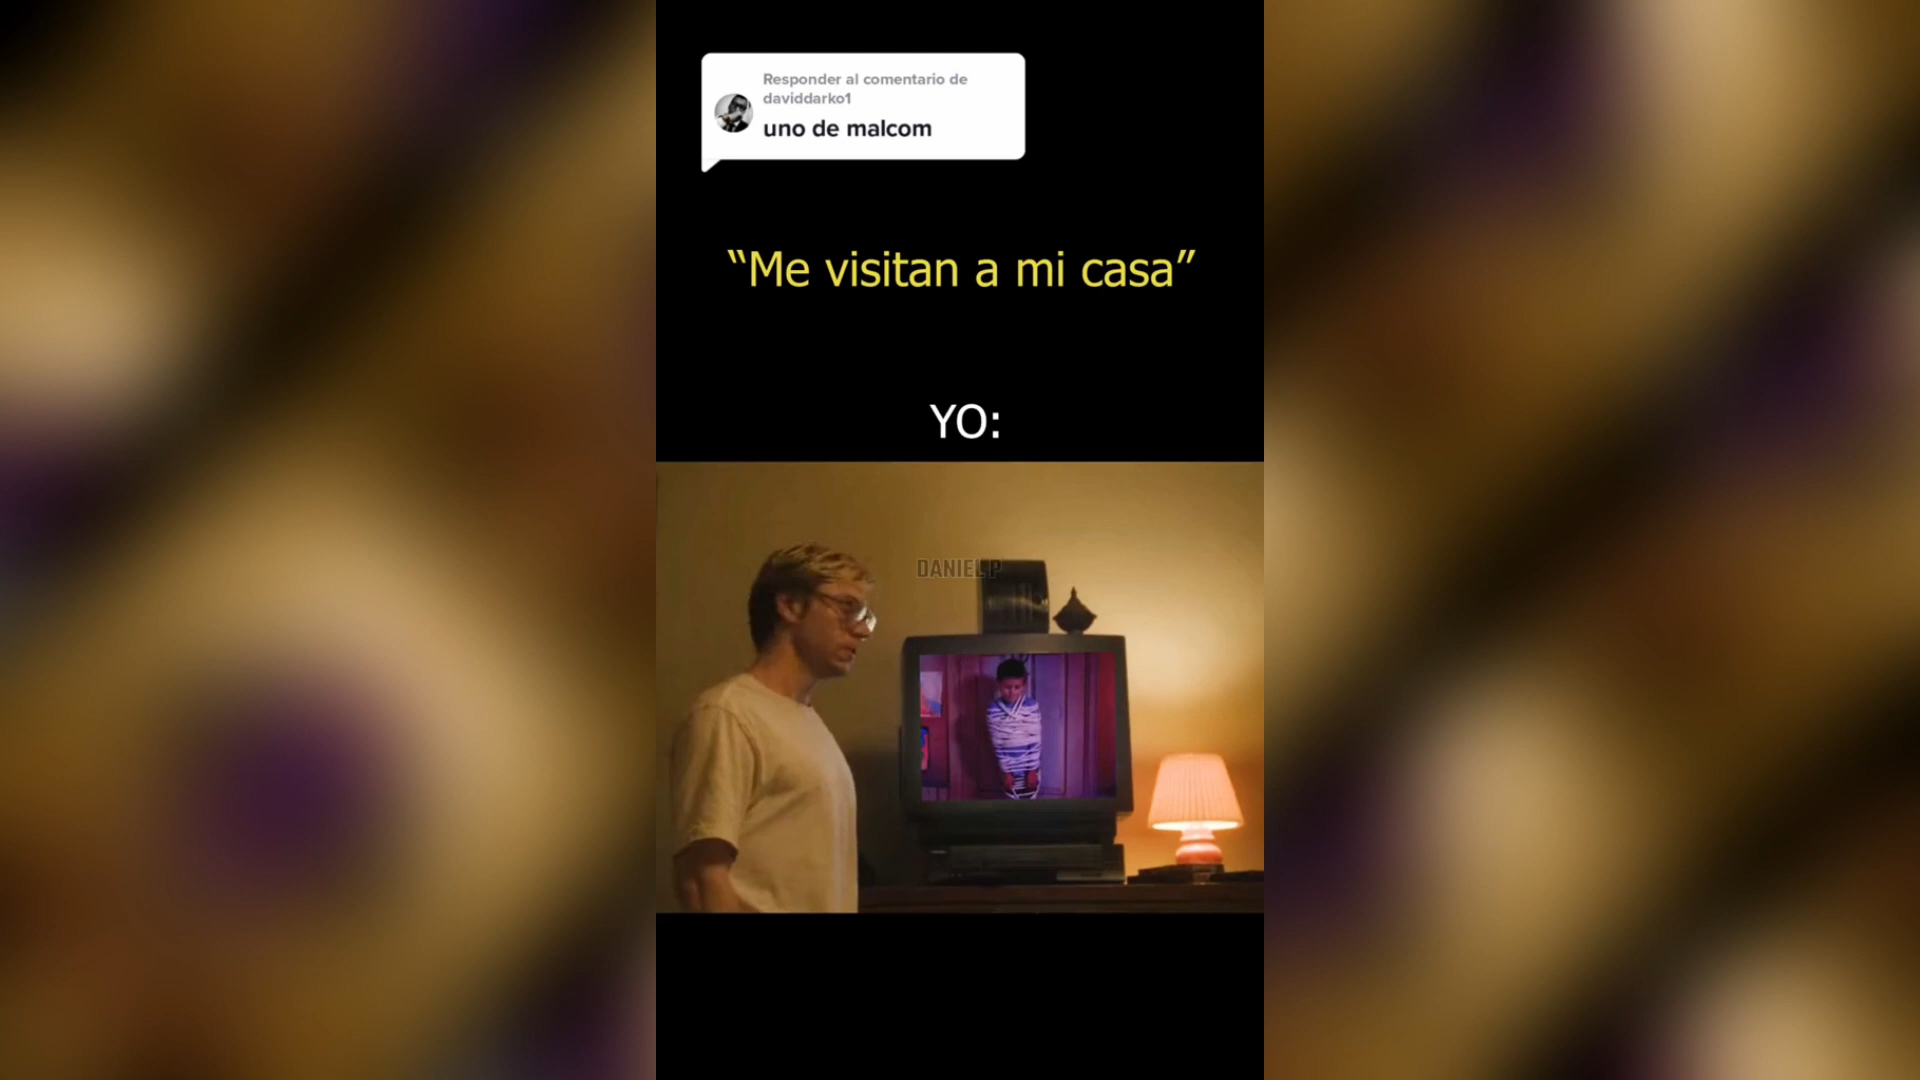 Responder al comentario de
daviddarko1
uno de malcom
“Me visitan a mi casa”
YO:
DANIEL P